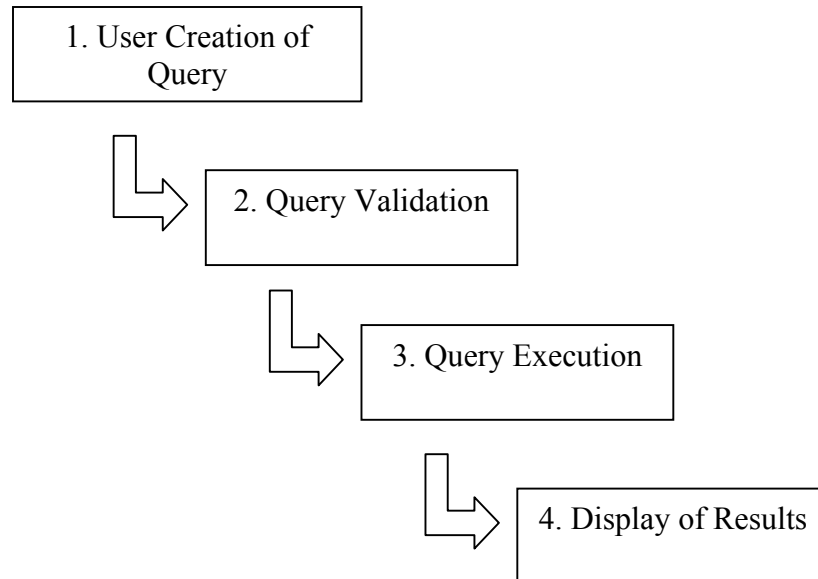 1. User Creation of
Query
2. Query Validation
3. Query Execution
4. Display of Results